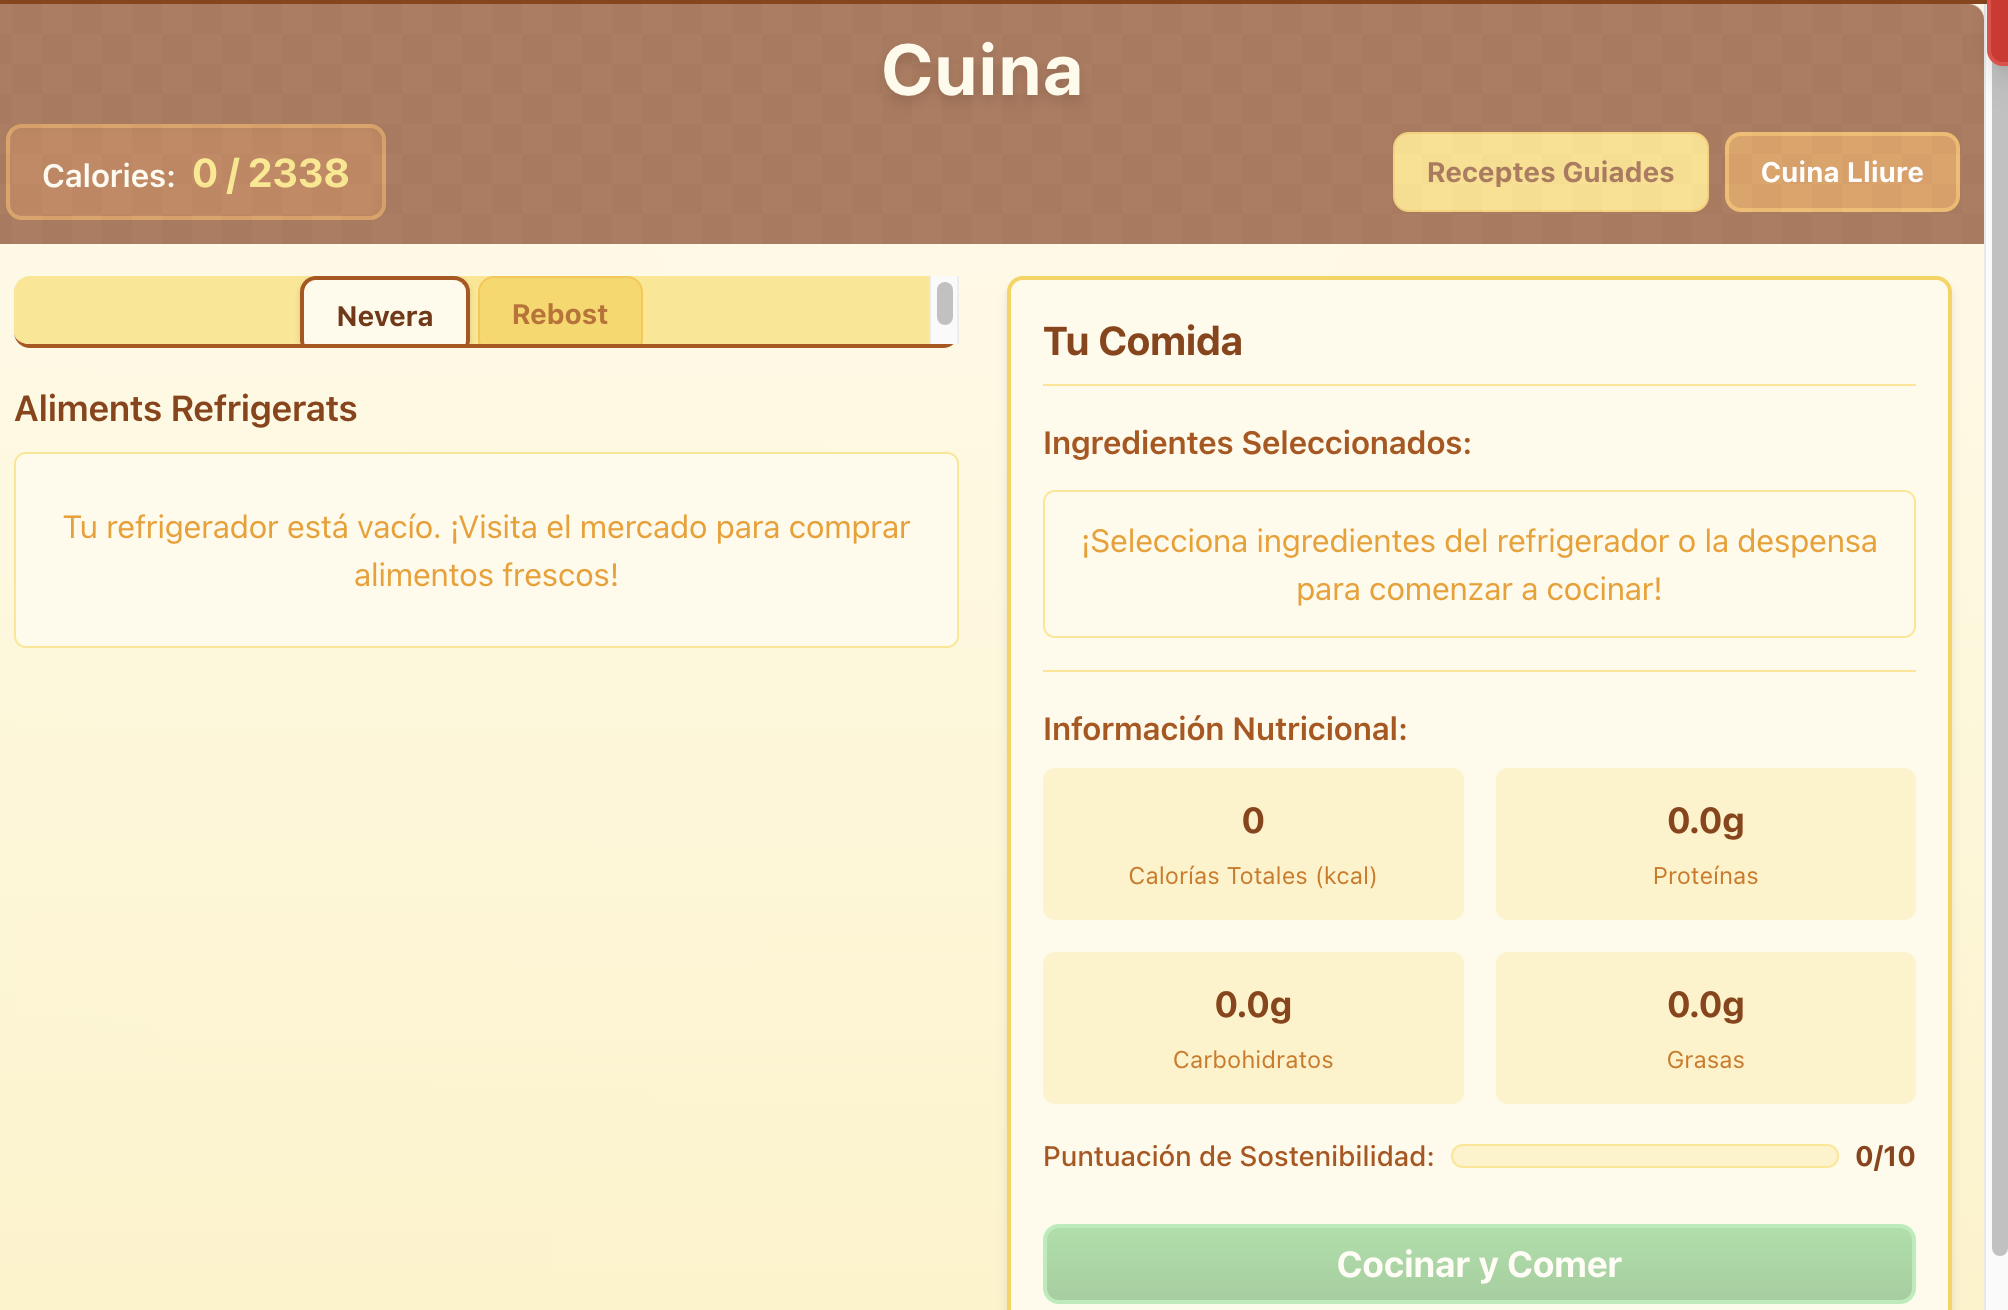 Cuina
Calories: 0 / 2338
Receptes Guiades
Cuina Lliure
Nevera
Rebost
Aliments Refrigerats
Tu refrigerador está vacío. ¡Visita el mercado para comprar
alimentos frescos!
Tu Comida
Ingredientes Seleccionados:
¡Selecciona ingredientes del refrigerador o la despensa
para comenzar a cocinar!
Información Nutricional:
0
Calorías Totales (kcal)
0.0g
Proteínas
0.0g
Carbohidratos
0.0g
Grasas
Puntuación de Sostenibilidad:
0/10
Cocinar y Comer